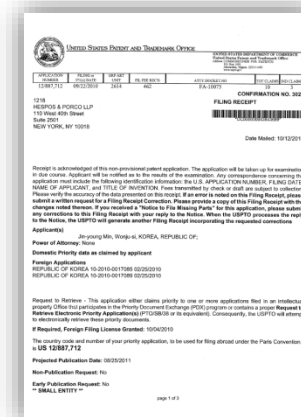 UNITED STATES PATENT AND TRADEMARK OFFICE
UNITED STATES DEPARTMENT OF COMMERCE
United States Patent and Trademark Office
APPLICATION NUMBER
FILING or 371(c) DATE
GRP ART UNIT
FIL FEE REC'D
ATTY.DOCKET.NO
TOT CLAIMS
IND CLAIMS
12/887,712 09/22/2010 2614 462
CONFIRMATION NO. 302
1218
HESPOS & PORCO LLP
110 West 40th Street
Suite 2501
NEW YORK, NY 10018
FILING RECEIPT
Date Mailed: 10/12/201
Receipt is acknowledged of this non-provisional patent application. The application will be taken up for examination
in due course. Applicant will be notified as to the results of the examination. Any correspondence concerning th
application must include the following identification information: the U.S. APPLICATION NUMBER, FILING DATE
NAME OF APPLICANT, and TITLE OF INVENTION. Fees transmitted by check or draft are subject to collection
Please verify the accuracy of the data presented on this receipt. If an error is noted on this Filing Receipt, pleas
submit a written request for a Filing Receipt Correction. Please provide a copy of this Filing Receipt with the
changes noted thereon. If you received a "Notice to File Missing Parts" for this application, please submi
any corrections to this Filing Receipt with your reply to the Notice. When the USPTO processes the repl
to the Notice, the USPTO will generate another Filing Receipt incorporating the requested corrections
Applicant(s)
Jin-young Min, Wonju-si, KOREA, REPUBLIC OF;
Power of Attorney: None
Domestic Priority data as claimed by applicant
Foreign Applications
REPUBLIC OF KOREA 10-2010-0017089 02/25/2010
REPUBLIC OF KOREA 10-2010-0017085 02/25/2010
Request to Retrieve - This application either claims priority to one or more applications filed in an intellectua
property Office that participates in the Priority Document Exchange (PDX) program or contains a proper Request t
Retrieve Electronic Priority Application(s) (PTO/SB/38 or its equivalent). Consequently, the USPTO will attemp
to electronically retrieve these priority documents.
If Required, Foreign Filing License Granted: 10/04/2010
The country code and number of your priority application, to be used for filing abroad under the Paris Convention
is US 12/887,712
Projected Publication Date: 08/25/2011
Non-Publication Request: No
Early Publication Request: No
** SMALL ENTITY **
page 1 of 3